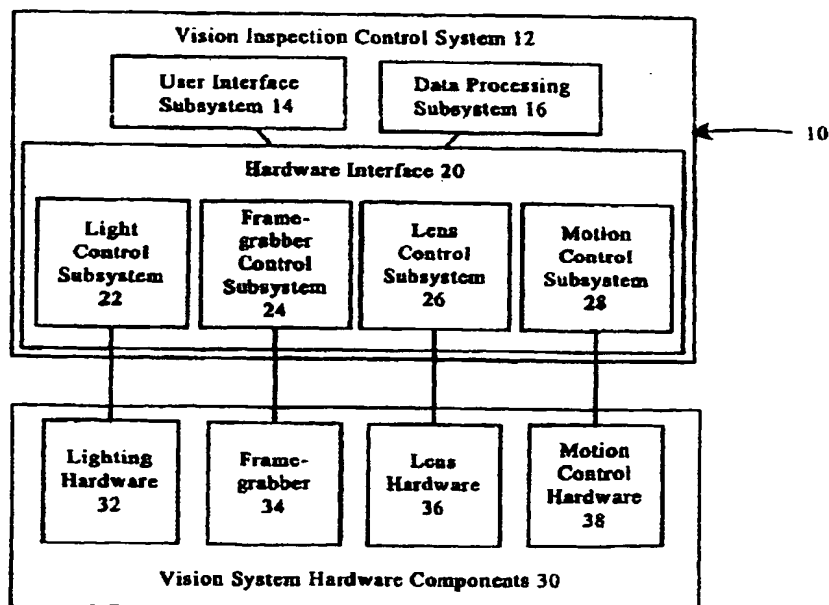 Vision Inspection Control System 12
User Interface
Subsystem 14
Data Processing
Subsystem 16
10
Hardware Interface 20
Light
Control
Subsystem
22
Frame-
grabber
Control
Subsystem
24
Lens
Control
Subsystem
26
Motion
Control
Subsystem
28
Lighting
Hardware
32
Frame-
grabber
34
Lens
Hardware
36
Motion
Control
Hardware
38
Vision System Hardware Components 30